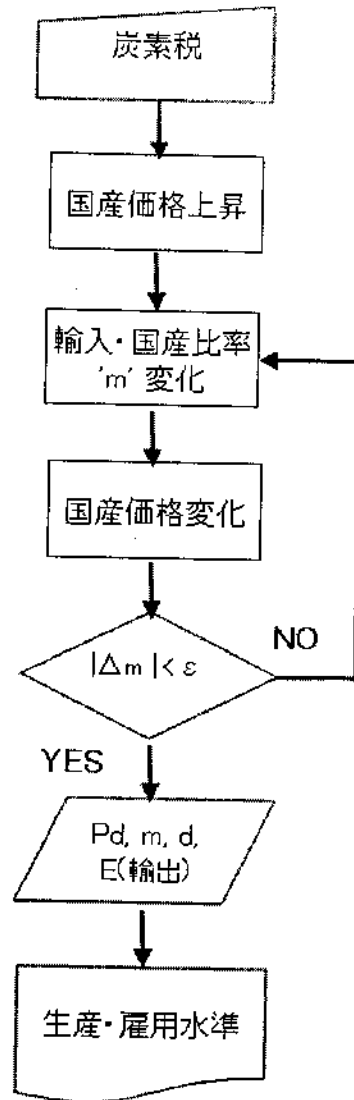 炭素税
国産価格上昇
輸入・国産比率
'm' 変化
国産価格変化
|Δm|< ε
NO
YES
Pd, m, d,
E(輸出)
生産・雇用水準